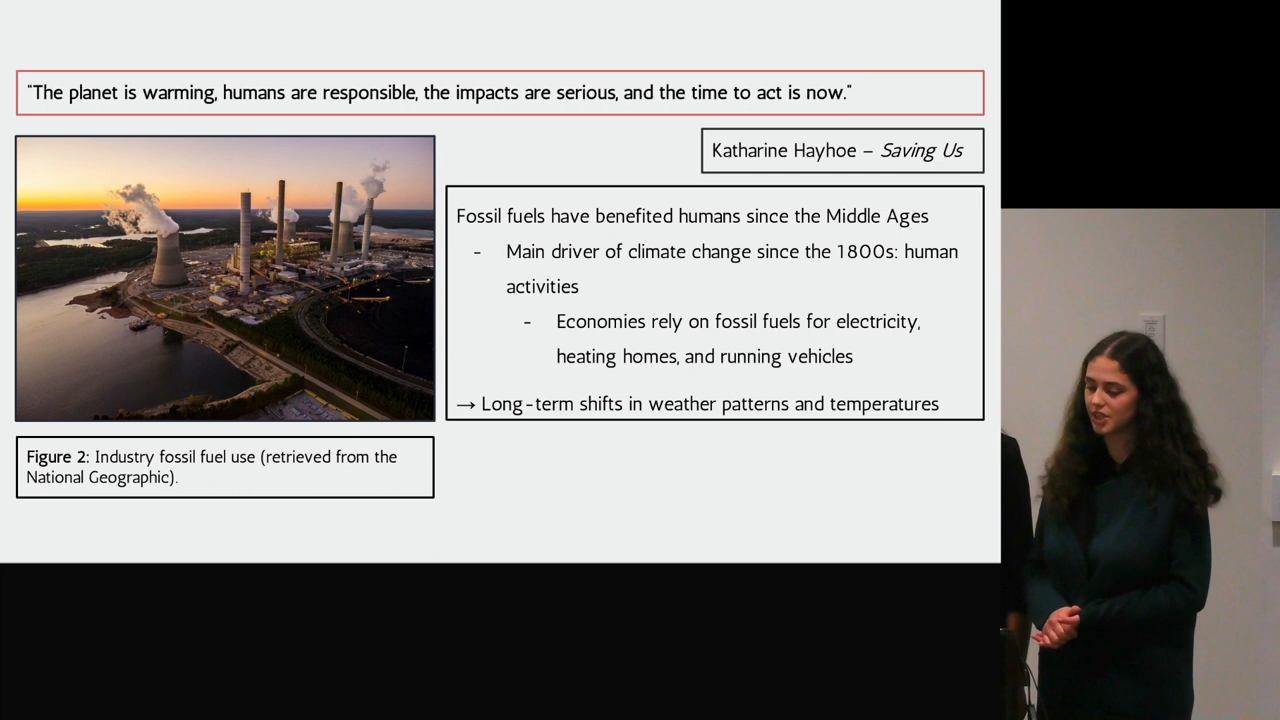 "The planet is warming, humans are responsible, the impacts are serious, and the time to act is now."
Katharine Hayhoe – Saving Us
Fossil fuels have benefited humans since the Middle Ages
- Main driver of climate change since the 1800s: human
activities
- Economies rely on fossil fuels for electricity,
heating homes, and running vehicles
→ Long-term shifts in weather patterns and temperatures
Figure 2: Industry fossil fuel use (retrieved from the
National Geographic).